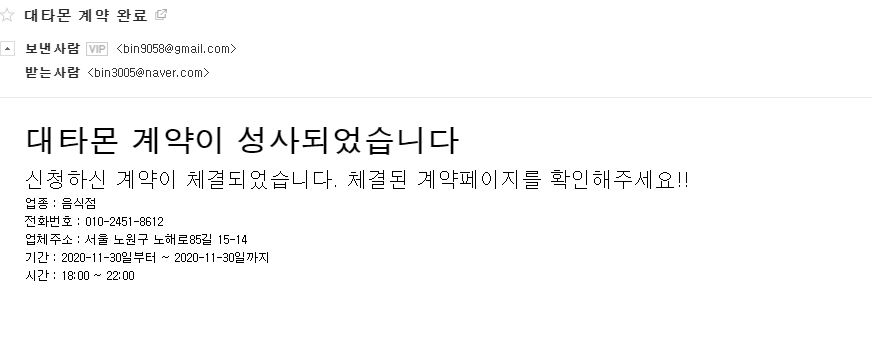 대타몬 계약 완료
보낸사람 VIP <bin9058@gmail.com>
받는사람 <bin3005@naver.com>
대타몬 계약이 성사되었습니다
신청하신 계약이 체결되었습니다. 체결된 계약페이지를 확인해주세요!!
업종 : 음식점
전화번호 : 010-2451-8612
업체주소 : 서울 노원구 노해로85길 15-14
기간 : 2020-11-30일부터 ~ 2020-11-30일까지
시간 : 18:00 ~ 22:00